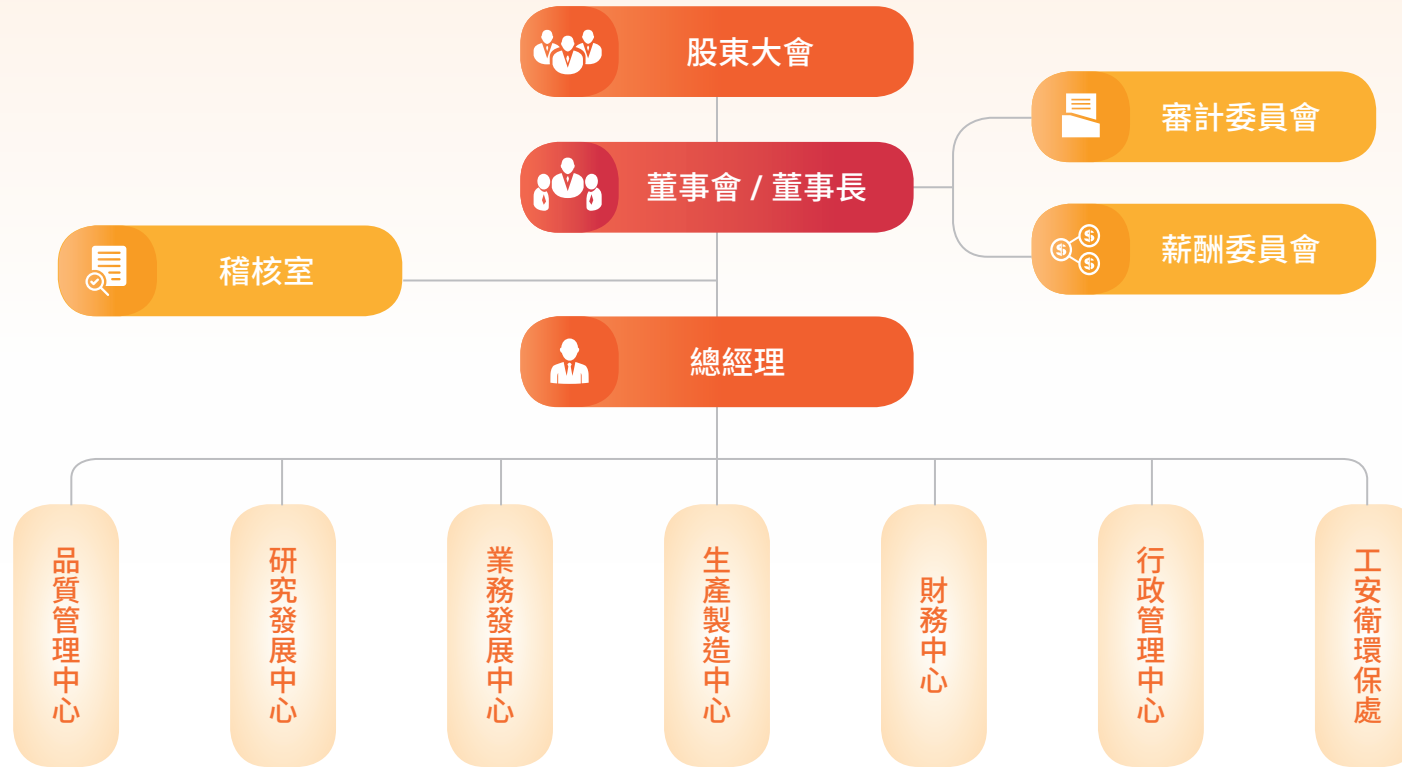 股東大會
審計委員會
董事會 / 董事長
薪酬委員會
稽核室
總經理
品質管理中心
研究發展中心
業務發展中心
生產製造中心
財務中心
行政管理中心
工安衛環保處